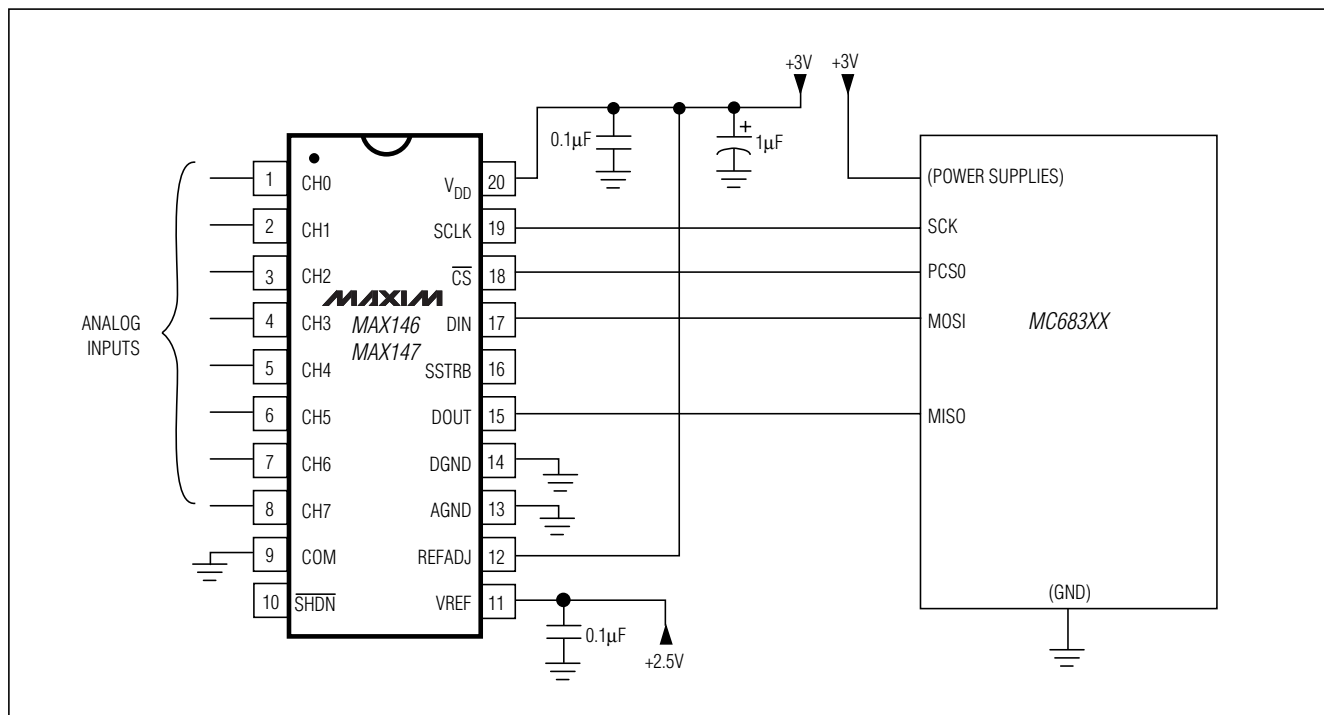 +3V
+3V
0.1µF
+
1µF
1 CH0
VDD 20
(POWER SUPPLIES)
2 CH1
SCLK 19
SCK
3 CH2
CS 18
PCS0
MAXIM
MAX146
MAX147
ANALOG
INPUTS
4 CH3
DIN 17
MOSI
MC683XX
5 CH4
SSTRB 16
6 CH5
DOUT 15
MISO
7 CH6
DGND 14
8 CH7
AGND 13
9 COM
REFADJ 12
10 SHDN
VREF 11
0.1µF
+2.5V
(GND)